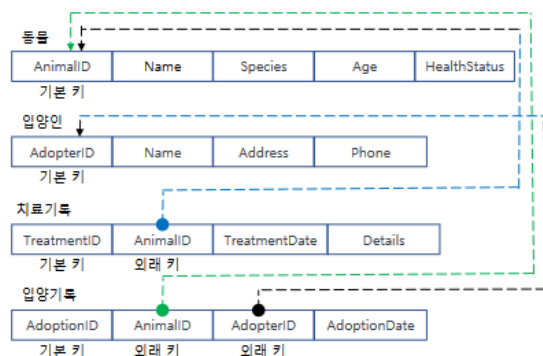 동물
AnimalID Name Species Age HealthStatus
기본 키
입양인
AdopterID Name Address Phone
기본 키
치료기록
TreatmentID AnimalID TreatmentDate Details
기본 키 외래 키
입양기록
AdoptionID AnimalID AdopterID AdoptionDate
기본 키 외래 키 외래 키